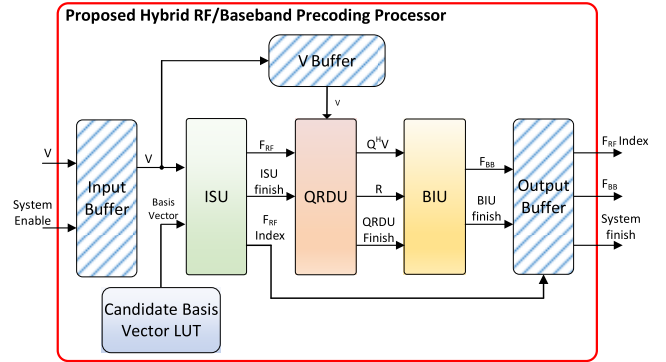 Proposed Hybrid RF/Baseband Precoding Processor
V Buffer
V
V
System
Enable
Input
Buffer
V
Basis
Vector
ISU
F_RF
ISU
finish
F_RF
Index
QRDU
Q^HV
R
QRDU
Finish
BIU
F_BB
BIU
finish
Output
Buffer
F_RF Index
F_BB
System
finish
Candidate Basis
Vector LUT